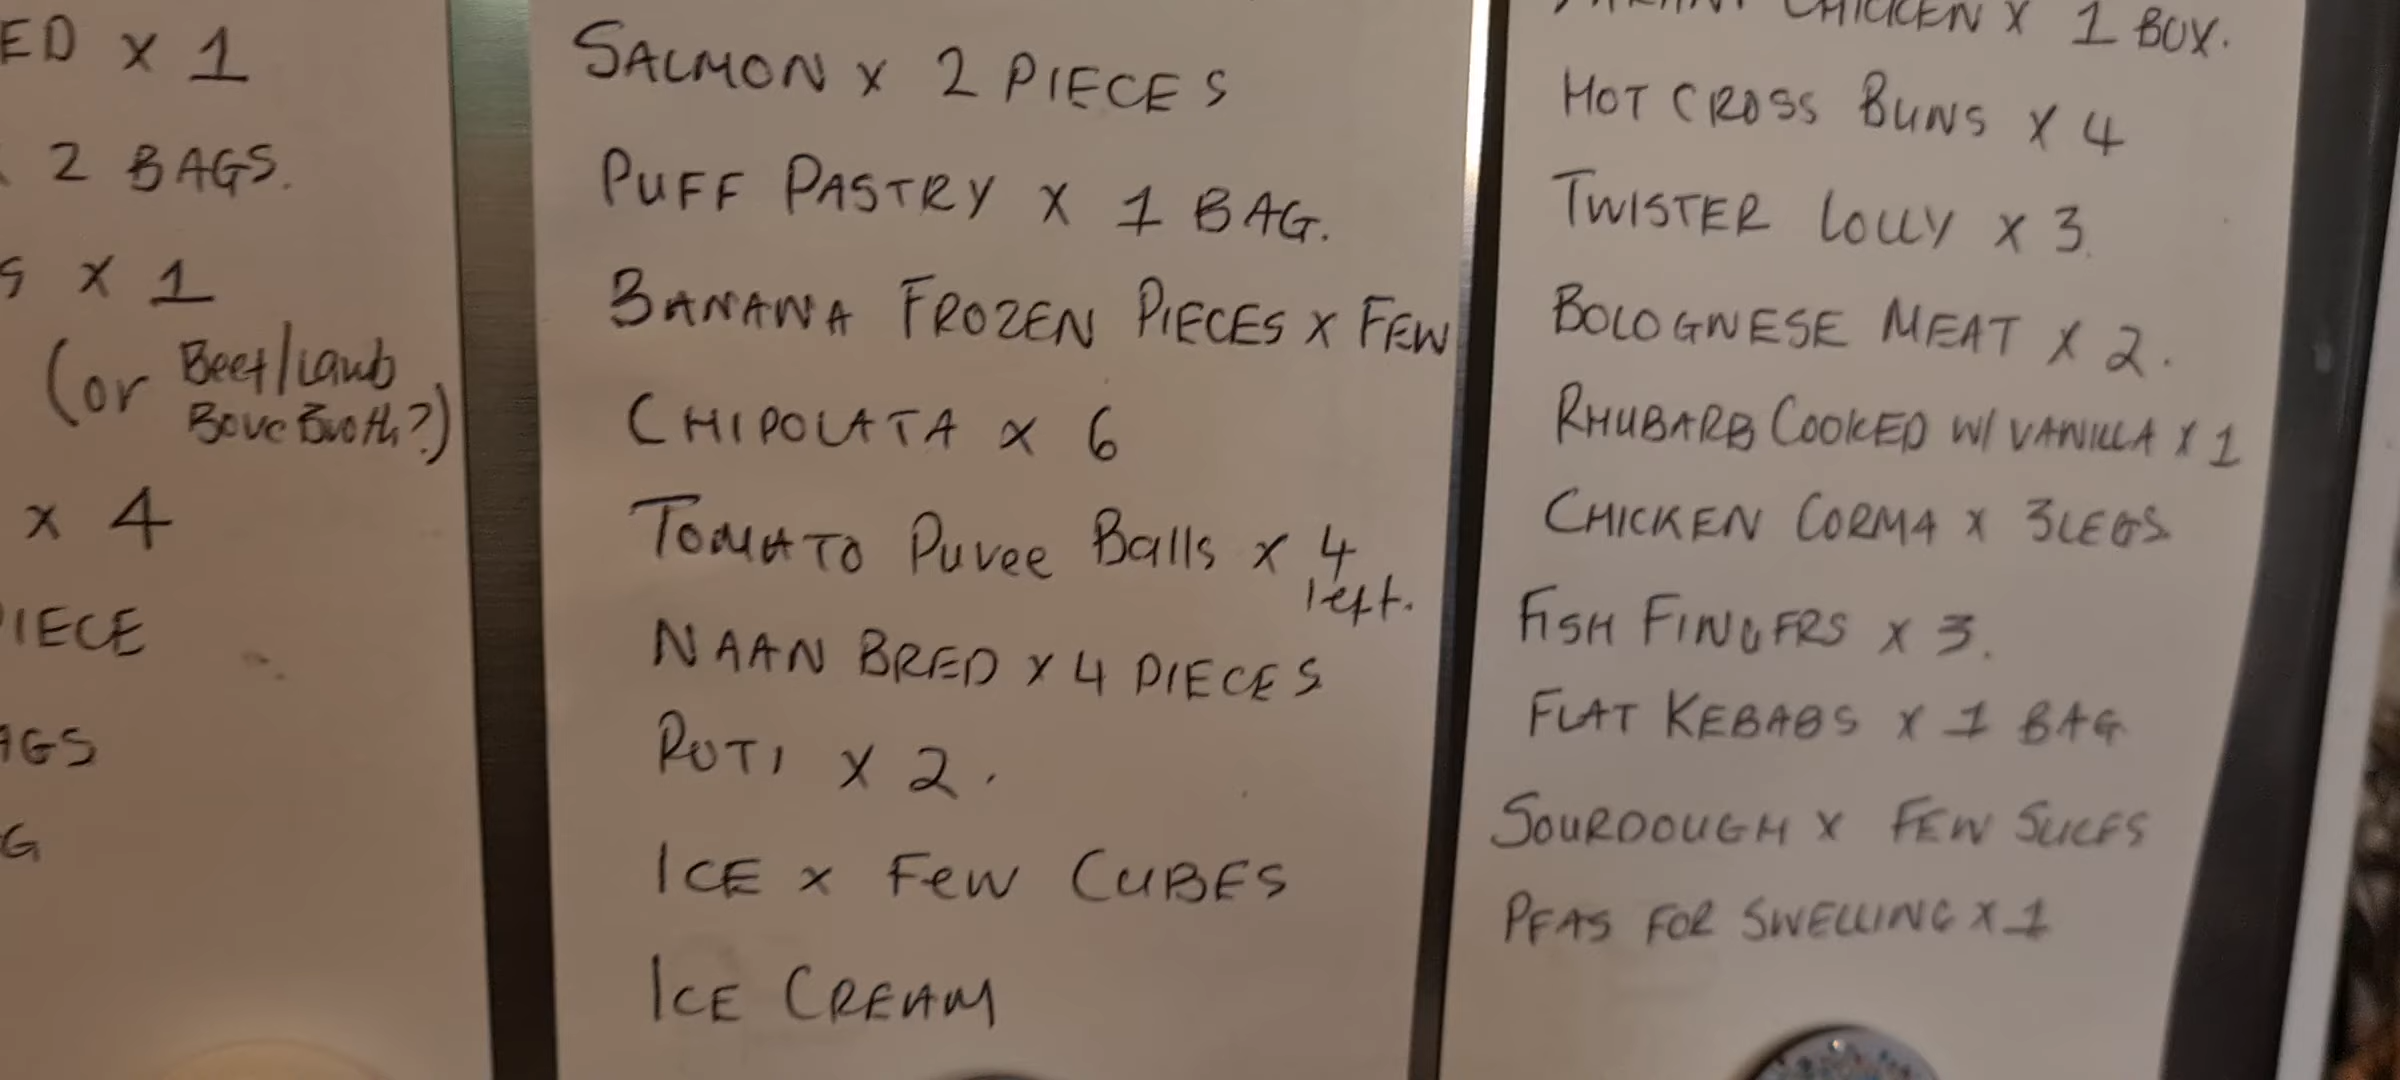 ED x 1
2 BAGS.
S x 1
(or Beef/Lamb
Bone Broth?)
x 4
PIECE
AGS
G
SALMON x 2 PIECES
PUFF PASTRY x 1 BAG.
BANANA FROZEN PIECES x FEW
CHIPOLATA x 6
TOMATO Puree Balls x 4
left.
NAAN BRED x 4 PIECES
ROTI x 2.
ICE x Few CUBES
ICE CREAM
CHICKEN x 1 BOX.
HOT CROSS BUNS x 4
TWISTER LOLLY x 3.
BOLOGNESE MEAT x 2.
RHUBARB COOKED W/ VANILLA x 1
CHICKEN CORMA x 3 LEGS
FISH FINGERS x 3.
FLAT KEBABS x 1 BAG
SOURDOUGH x FEW SLICES
PEAS FOR SWELLING x 1